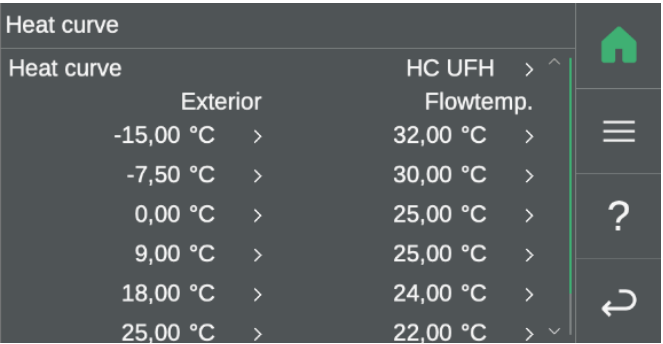 Heat curve
Heat curve HC UFH >
Exterior Flowtemp.
-15,00 °C > 32,00 °C >
-7,50 °C > 30,00 °C >
0,00 °C > 25,00 °C >
9,00 °C > 25,00 °C >
18,00 °C > 24,00 °C >
25,00 °C > 22,00 °C >
?